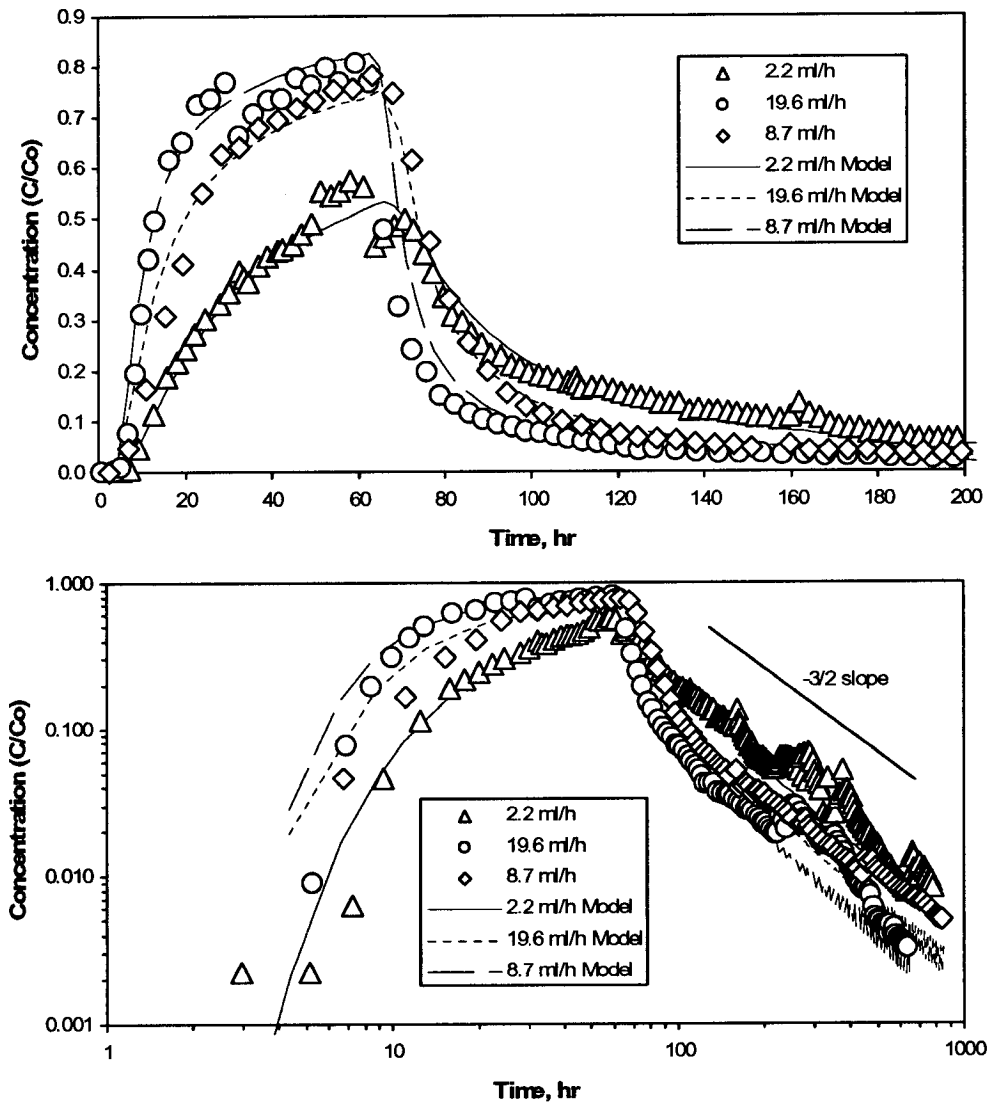 Concentration (C/Co)
0.9
0.8
0.7
0.6
0.5
0.4
0.3
0.2
0.1
0.0
0 20 40 60 80 100 120 140 160 180 200
Time, hr
2.2 ml/h
19.6 ml/h
8.7 ml/h
2.2 ml/h Model
19.6 ml/h Model
8.7 ml/h Model
Concentration (C/Co)
1.000
0.100
0.010
0.001
1 10 100 1000
Time, hr
-3/2 slope
2.2 ml/h
19.6 ml/h
8.7 ml/h
2.2 ml/h Model
19.6 ml/h Model
8.7 ml/h Model